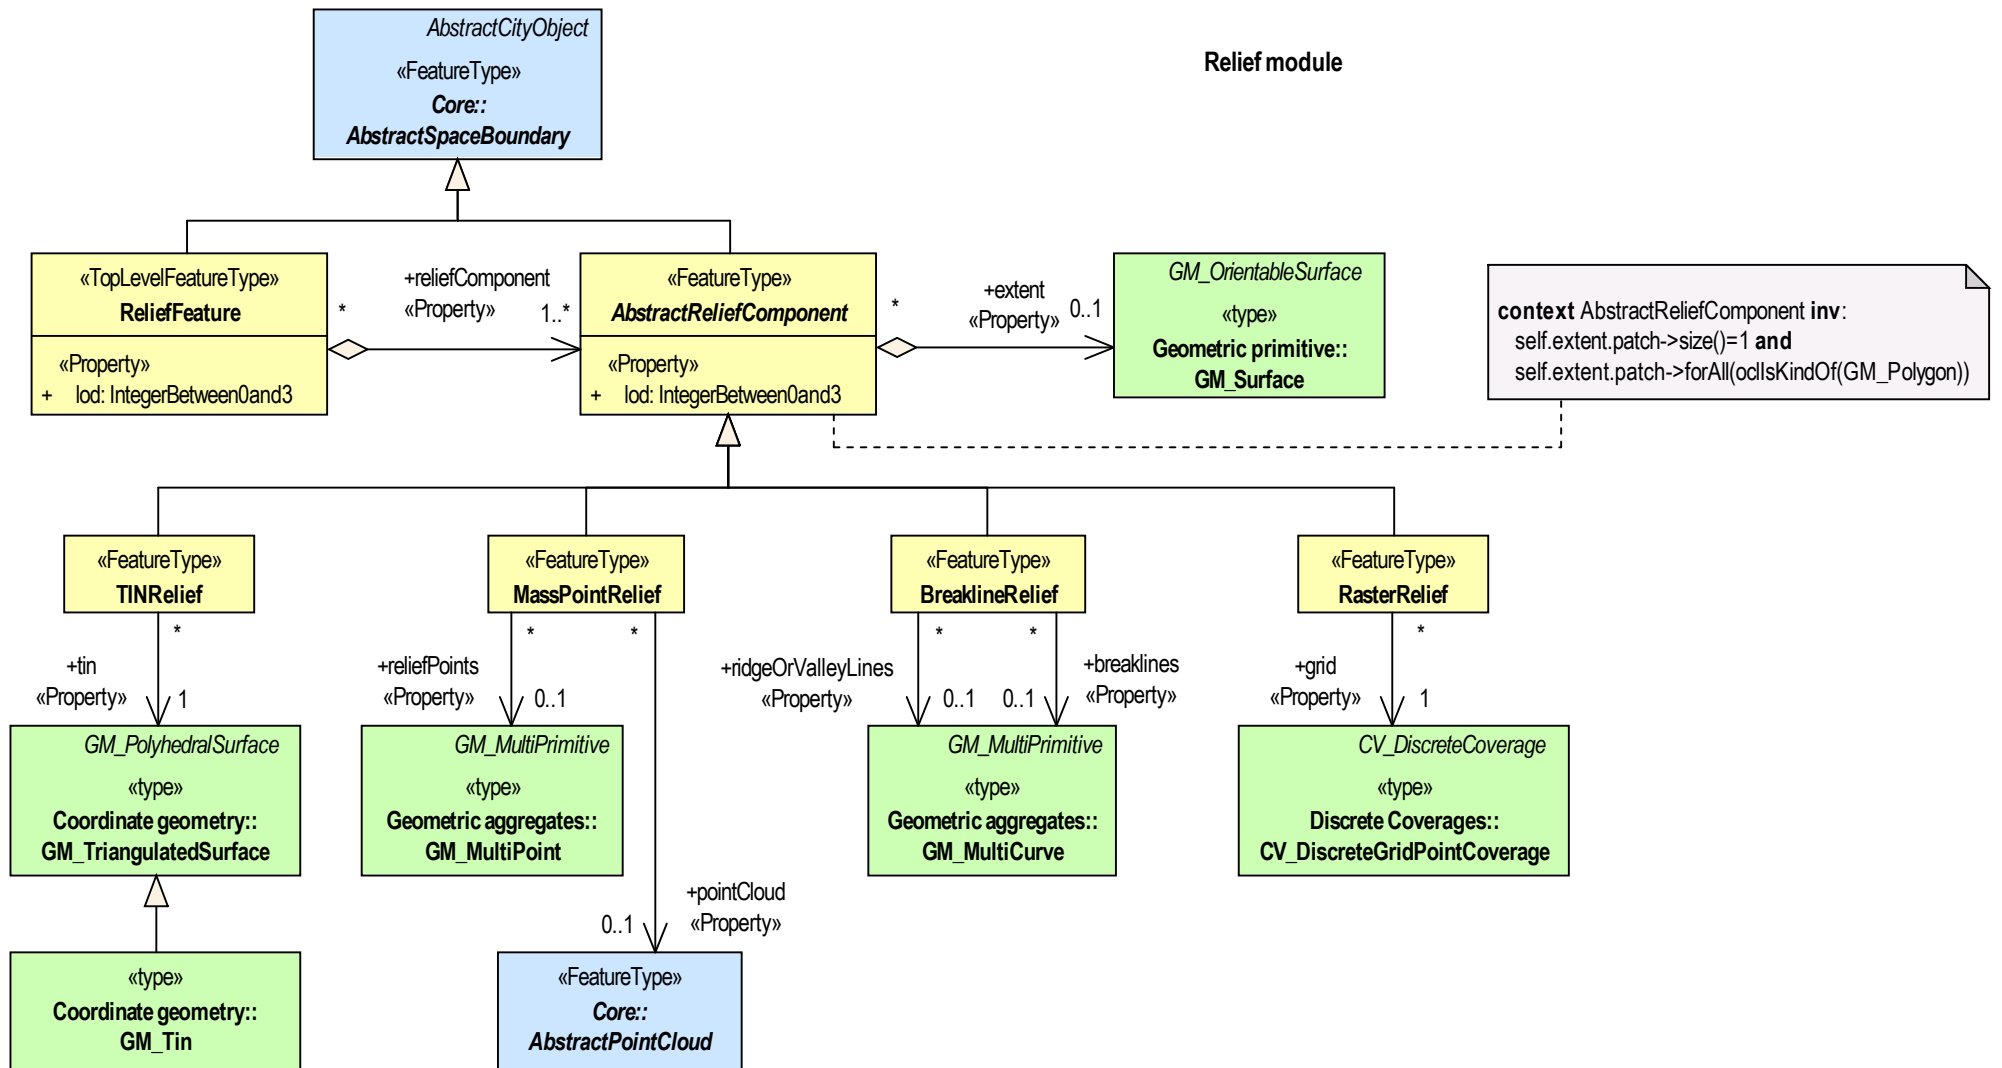 AbstractCityObject
«FeatureType»
Core::
AbstractSpaceBoundary
Relief module
«TopLevelFeatureType»
ReliefFeature
«Property»
+ lod: IntegerBetween0and3
*
+reliefComponent
«Property»
1..*
«FeatureType»
AbstractReliefComponent
«Property»
+ lod: IntegerBetween0and3
*
+extent
«Property»
0..1
GM_OrientableSurface
«type»
Geometric primitive::
GM_Surface
context AbstractReliefComponent inv:
self.extent.patch->size()=1 and
self.extent.patch->forAll(oclIsKindOf(GM_Polygon))
«FeatureType»
TINRelief
*
+tin
«Property»
1
«FeatureType»
MassPointRelief
*
*
+reliefPoints
«Property»
0..1
«FeatureType»
BreaklineRelief
*
*
+ridgeOrValleyLines
«Property»
0..1
0..1
+breaklines
«Property»
«FeatureType»
RasterRelief
*
+grid
«Property»
1
GM_PolyhedralSurface
«type»
Coordinate geometry::
GM_TriangulatedSurface
GM_MultiPrimitive
«type»
Geometric aggregates::
GM_MultiPoint
GM_MultiPrimitive
«type»
Geometric aggregates::
GM_MultiCurve
CV_DiscreteCoverage
«type»
Discrete Coverages::
CV_DiscreteGridPointCoverage
+pointCloud
«Property»
0..1
«type»
Coordinate geometry::
GM_Tin
«FeatureType»
Core::
AbstractPointCloud